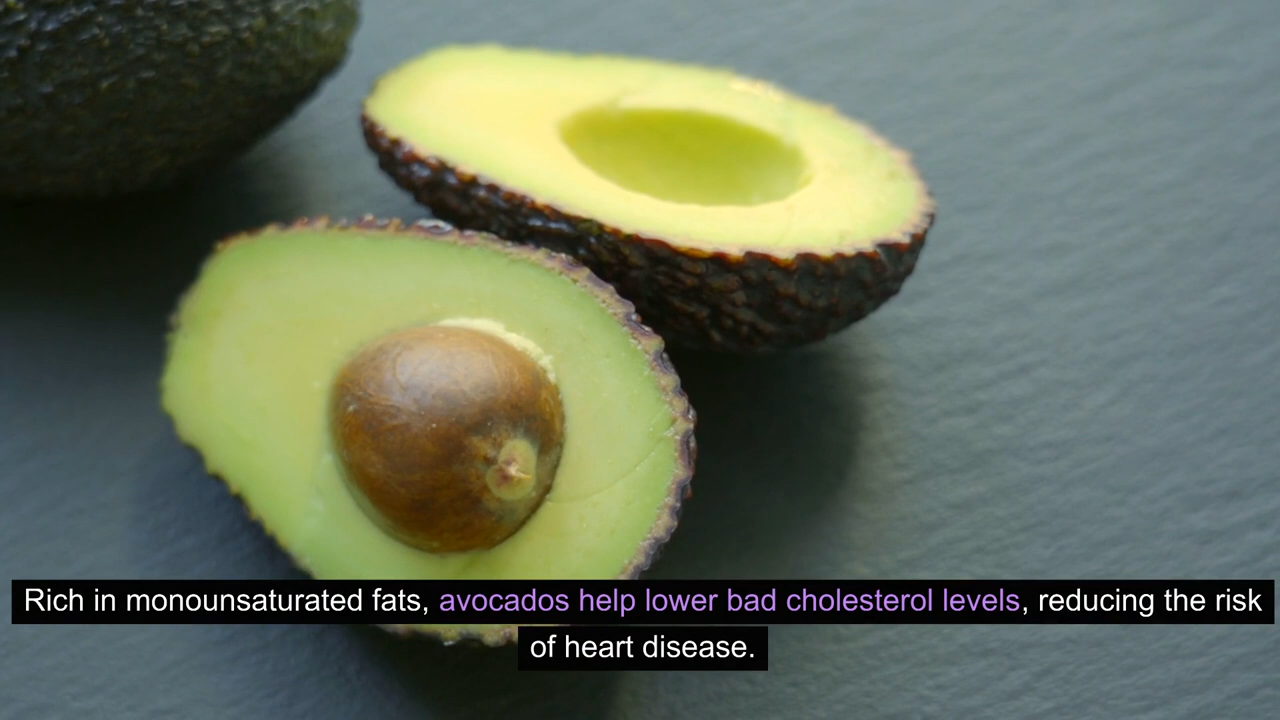 Rich in monounsaturated fats, avocados help lower bad cholesterol levels, reducing the risk
of heart disease.